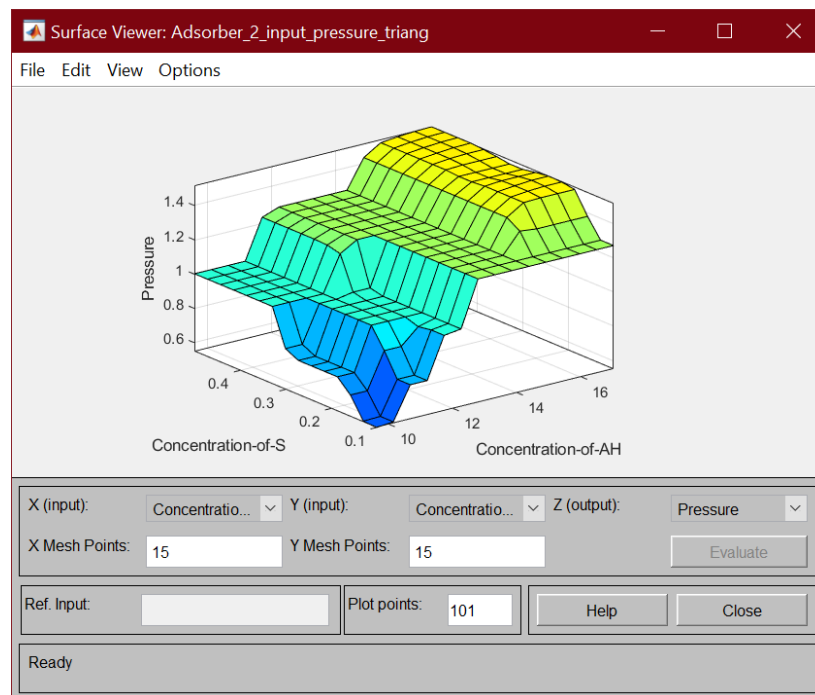 Surface Viewer: Adsorber_2_input_pressure_triang
File Edit View Options
1.4
1.2
1
0.8
0.6
Pressure
0.4
0.3
0.2
0.1
Concentration-of-S
10
12
14
16
Concentration-of-AH
X (input): Concentratio... Y (input): Concentratio... Z (output): Pressure
X Mesh Points: 15 Y Mesh Points: 15 Evaluate
Ref. Input: Plot points: 101 Help Close
Ready